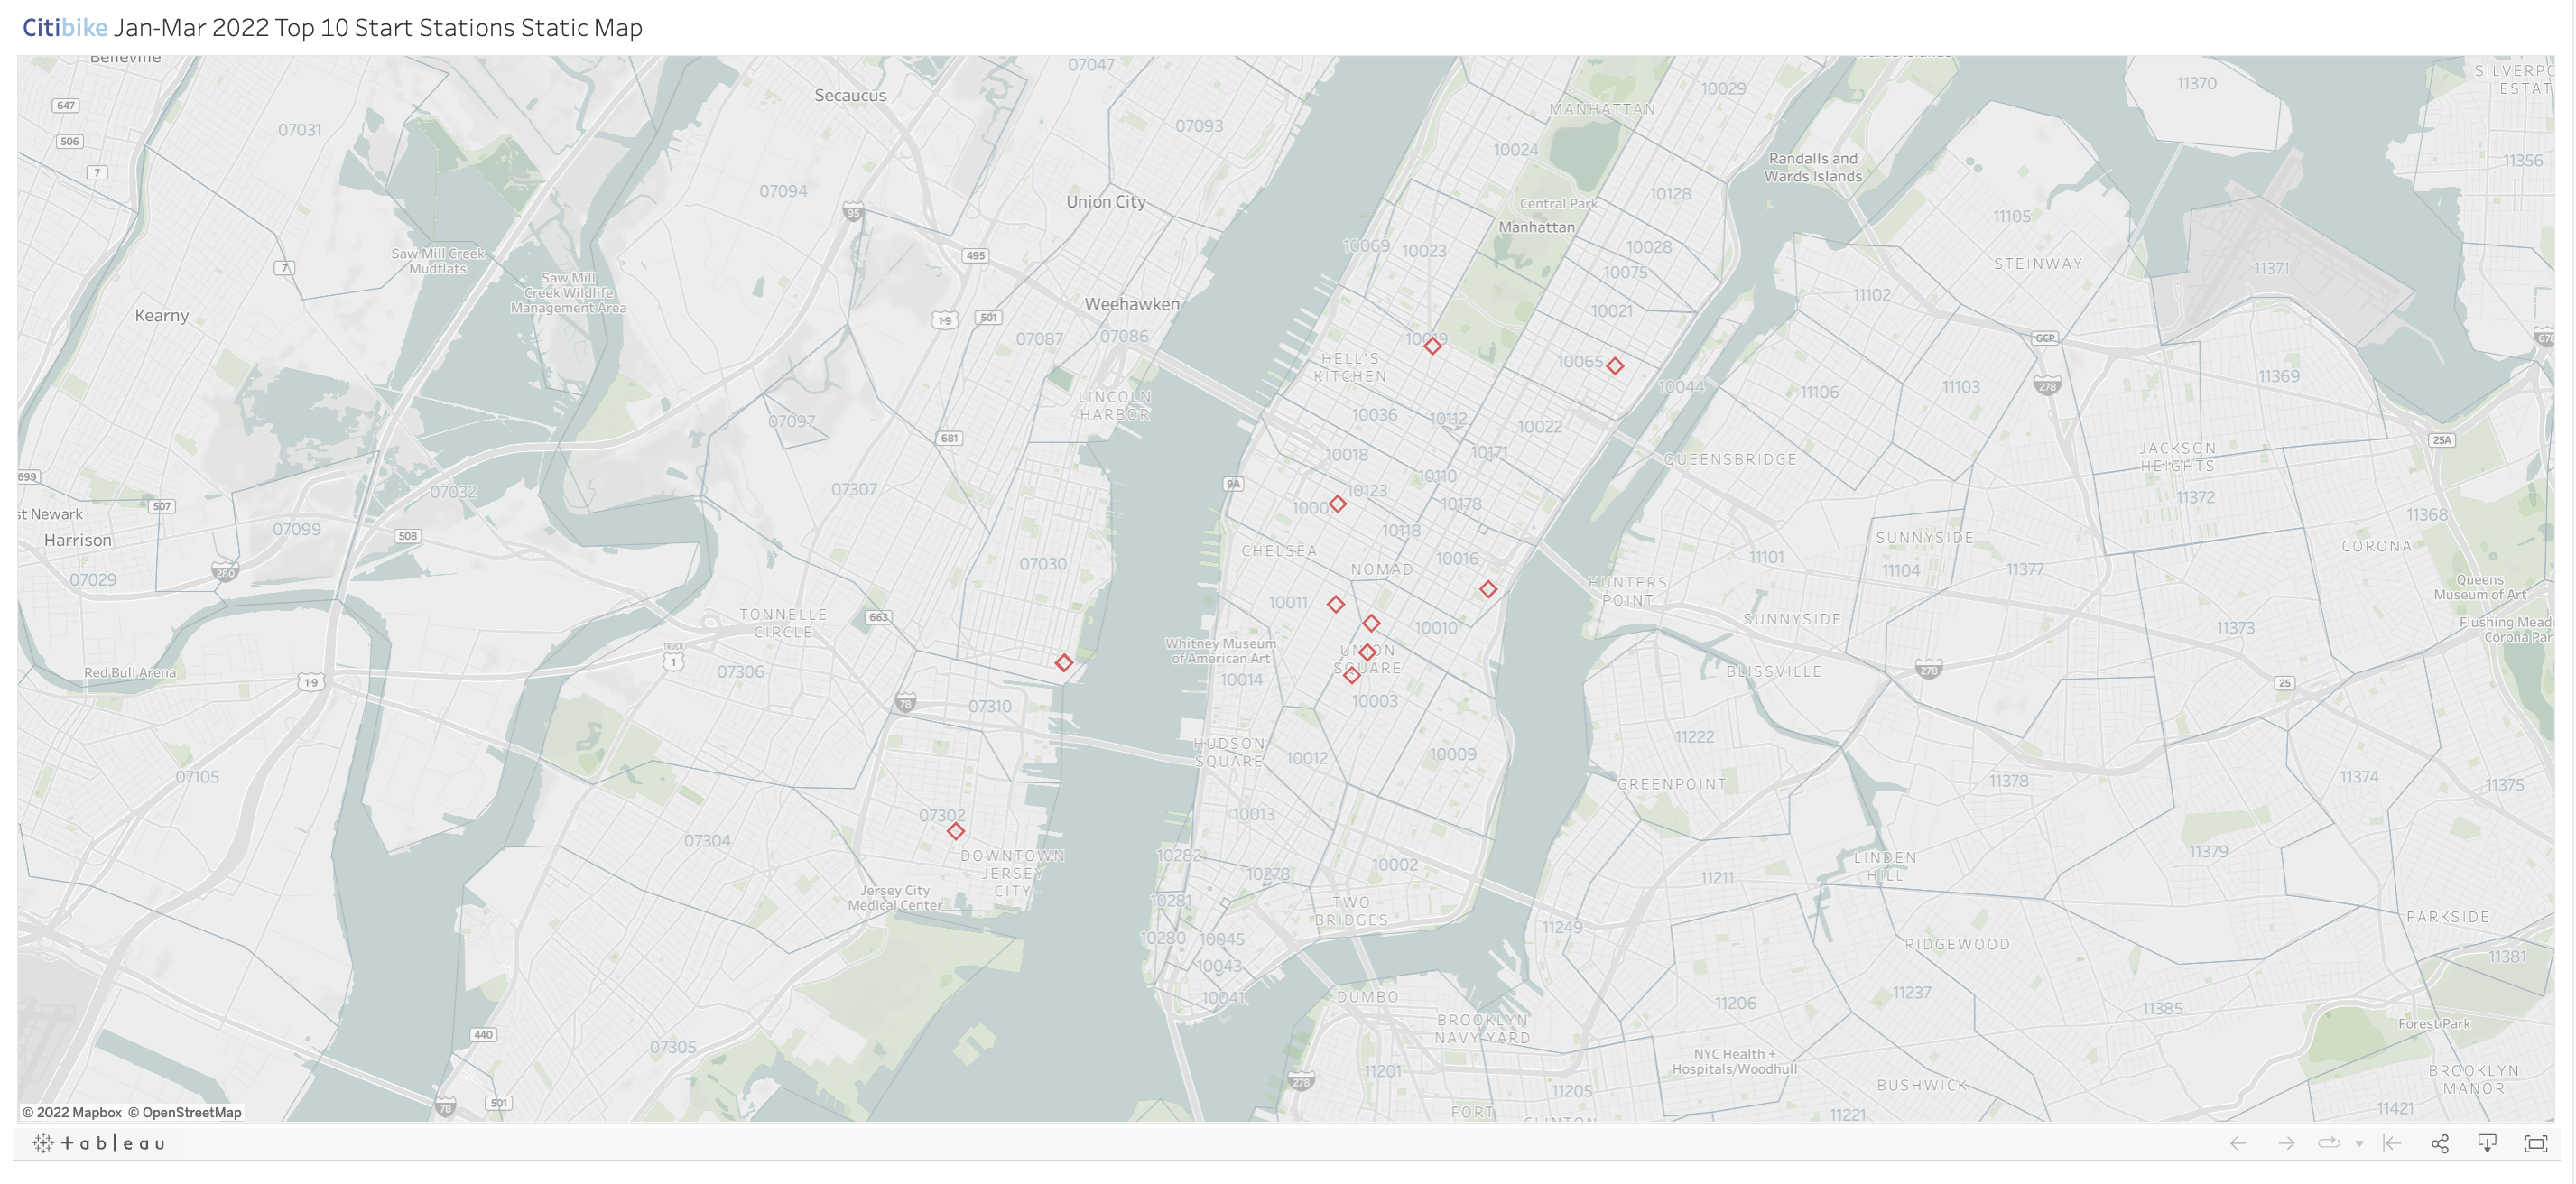 Citibike Jan-Mar 2022 Top 10 Start Stations Static Map
Belleville
07047
11370
SILVERPO
ESTAT
647
Secaucus
MANHATTAN
10029
07031
07093
506
10024
Randalls and
Wards Islands
11356
7
07094
Union City
10128
95
Central Park
Manhattan
11105
Saw Mill Creek
Mudflats
10069
10023
10028
STEINWAY
7
495
10075
11371
Saw Mill
Creek Wildlife
Management Area
Weehawken
11102
Kearny
1-9
501
07087
07086
10021
GCP
678
HELL'S
KITCHEN
10065
10044
11106
11103
278
11369
LINCOLN
HARBOR
07097
10036
10112
10022
681
25A
10018
10171
QUEENSBRIDGE
JACKSON
HEIGHTS
699
07032
07307
9A
10123
10110
11372
st Newark
507
10178
11368
07099
Harrison
508
10118
SUNNYSIDE
CORONA
CHELSEA
07030
10016
11101
11104
11377
NOMAD
07029
280
HUNTERS
POINT
Queens
Museum of Art
10011
TONNELLE
CIRCLE
663
10010
SUNNYSIDE
11373
Flushing Mead
Corona Par
Whitney Museum
of American Art
UNION
SQUARE
TRUCK
1
Red Bull Arena
1-9
07306
10014
BLISSVILLE
278
25
78
07310
10003
11222
HUDSON
SQUARE
10012
10009
07105
GREENPOINT
11378
11374
11375
07302
10013
07304
DOWNTOWN
JERSEY
CITY
10282
10002
LINDEN
HILL
11379
Jersey City
Medical Center
10278
11211
10281
TWO
BRIDGES
PARKSIDE
10280
10045
11249
RIDGEWOOD
10043
11381
10041
DUMBO
11206
11237
11385
BROOKLYN
NAVY YARD
Forest Park
440
07305
NYC Health +
Hospitals/Woodhull
BROOKLYN
MANOR
278
11201
BUSHWICK
11205
78
501
FORT
CLINTON
11221
11421
© 2022 Mapbox © OpenStreetMap
+ableau